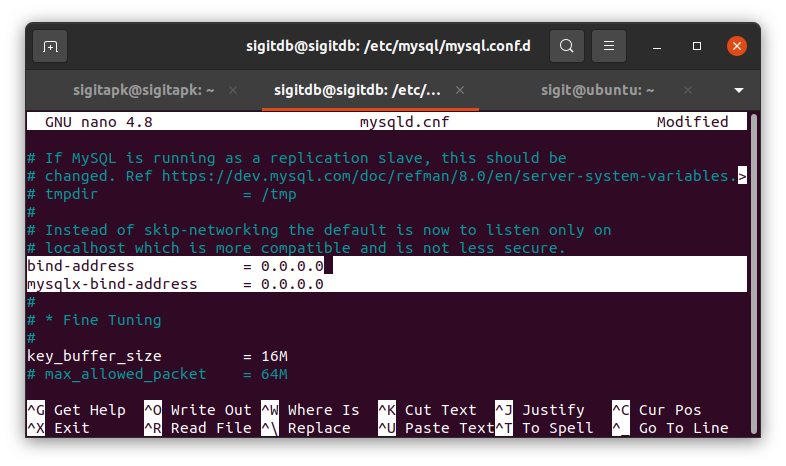 sigitdb@sigitdb: /etc/mysql/mysql.conf.d
sigitapk@sigitapk: ~ × sigitdb@sigitdb: /etc/... × sigit@ubuntu: ~ ×
GNU nano 4.8 mysqld.cnf Modified
# If MySQL is running as a replication slave, this should be
# changed. Ref https://dev.mysql.com/doc/refman/8.0/en/server-system-variables.>
# tmpdir = /tmp
#
# Instead of skip-networking the default is now to listen only on
# localhost which is more compatible and is not less secure.
bind-address = 0.0.0.0
mysqlx-bind-address = 0.0.0.0
#
# * Fine Tuning
#
key_buffer_size = 16M
# max_allowed_packet = 64M
^G Get Help ^O Write Out ^W Where Is ^K Cut Text ^J Justify ^C Cur Pos
^X Exit ^R Read File ^\ Replace ^U Paste Text ^T To Spell ^_ Go To Line